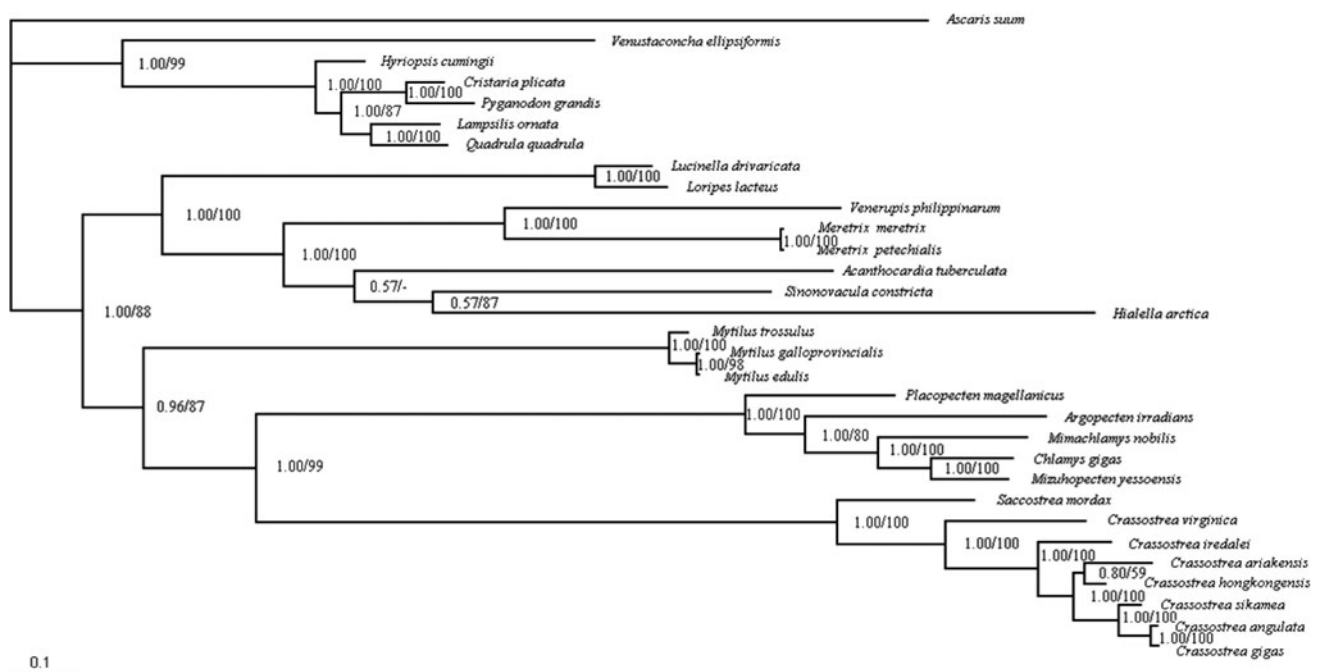 Ascaris suum
Venustaconcha ellipsiformis
1.00/99
Hyriopsis cumingii
1.00/100
Cristaria plicata
1.00/100
Pyganodon grandis
1.00/87
Lampsilis ornata
1.00/100
Quadrula quadrula
Lucinella drivaricata
1.00/100
Loripes lacteus
1.00/100
Venerupis philippinarum
1.00/100
Meretrix meretrix
1.00/100
Meretrix petechialis
1.00/100
Acanthocardia tuberculata
0.57/-
Sinonovacula constricta
0.57/87
Hialella arctica
1.00/88
Mytilus trossulus
1.00/100
Mytilus galloprovincialis
1.00/98
Mytilus edulis
0.96/87
Placopecten magellanicus
1.00/100
Argopecten irradians
1.00/80
Mimachlamys nobilis
1.00/100
Chlamys gigas
1.00/100
Mizuhopecten yessoensis
1.00/99
Saccostrea mordax
1.00/100
Crassostrea virginica
1.00/100
Crassostrea iredalei
1.00/100
Crassostrea ariakensis
0.80/59
Crassostrea hongkongensis
1.00/100
Crassostrea sikamea
1.00/100
Crassostrea angulata
1.00/100
Crassostrea gigas
0.1